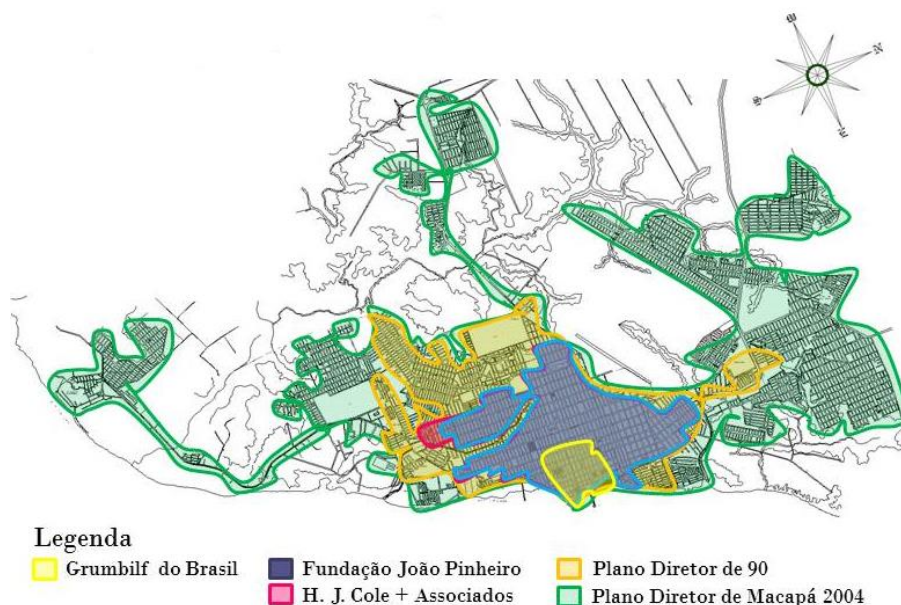 N
Legenda
Grumbilf do Brasil
Fundação João Pinheiro
Plano Diretor de 90
H. J. Cole + Associados
Plano Diretor de Macapá 2004